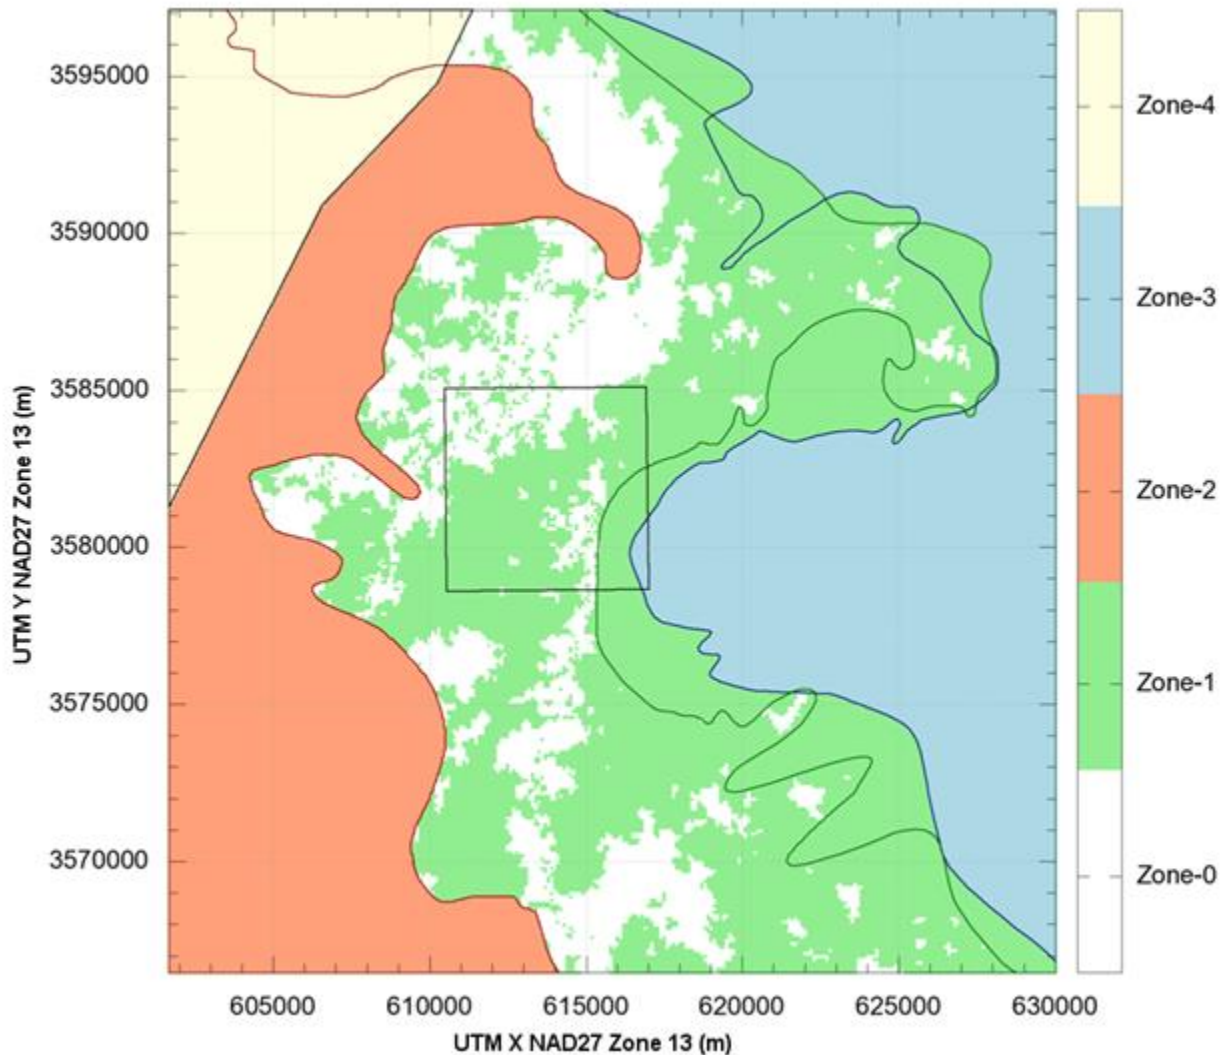 3595000
3590000
3585000
3580000
3575000
3570000
UTM Y NAD27 Zone 13 (m)
605000 610000 615000 620000 625000 630000
UTM X NAD27 Zone 13 (m)
Zone-4
Zone-3
Zone-2
Zone-1
Zone-0